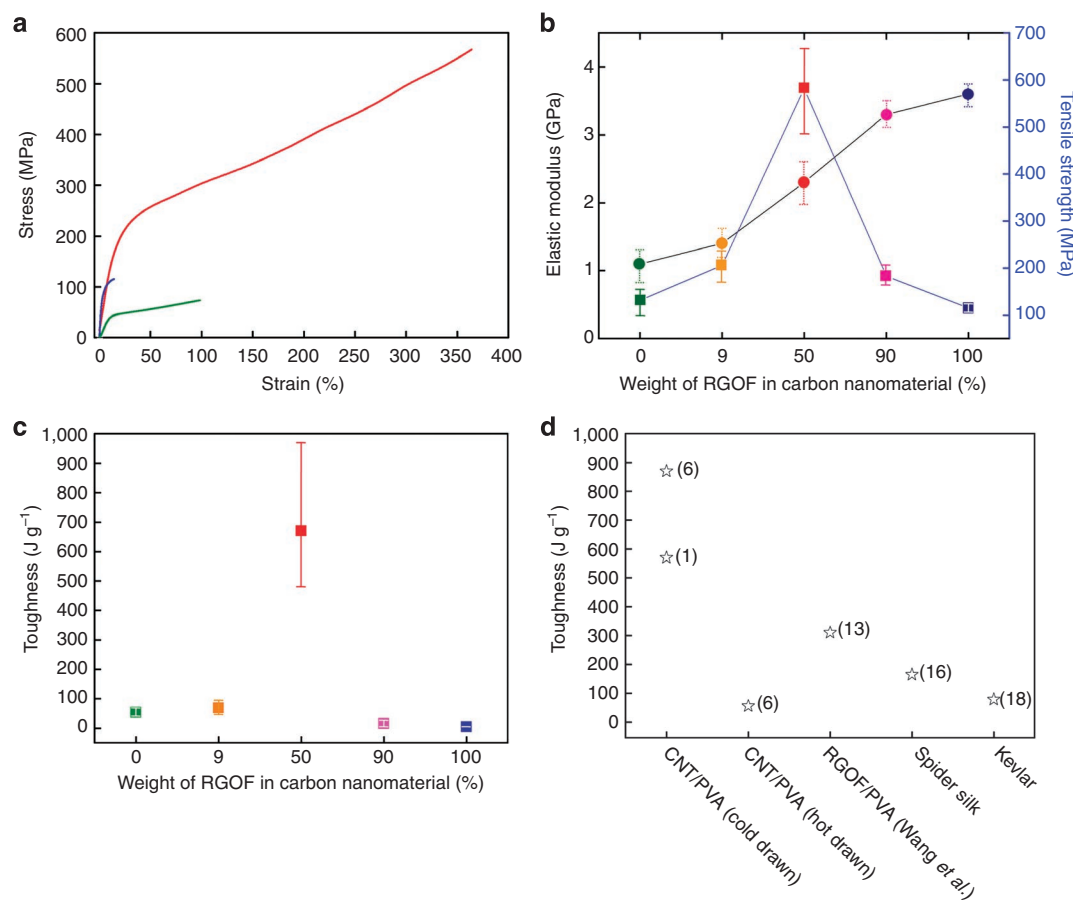 a
600
500
400
300
200
100
0
Stress (MPa)
0 50 100 150 200 250 300 350 400
Strain (%)
b
4
3
2
1
0
Elastic modulus (GPa)
700
600
500
400
300
200
100
Tensile strength (MPa)
0 9 50 90 100
Weight of RGOF in carbon nanomaterial (%)
c
1,000
900
800
700
600
500
400
300
200
100
0
Toughness (J g⁻¹)
0 9 50 90 100
Weight of RGOF in carbon nanomaterial (%)
d
1,000
900
800
700
600
500
400
300
200
100
0
Toughness (J g⁻¹)
(6)
(1)
(6)
(13)
(16)
(18)
CNT/PVA (cold drawn)
CNT/PVA (hot drawn)
RGOF/PVA (Wang et al.)
Spider silk
Kevlar